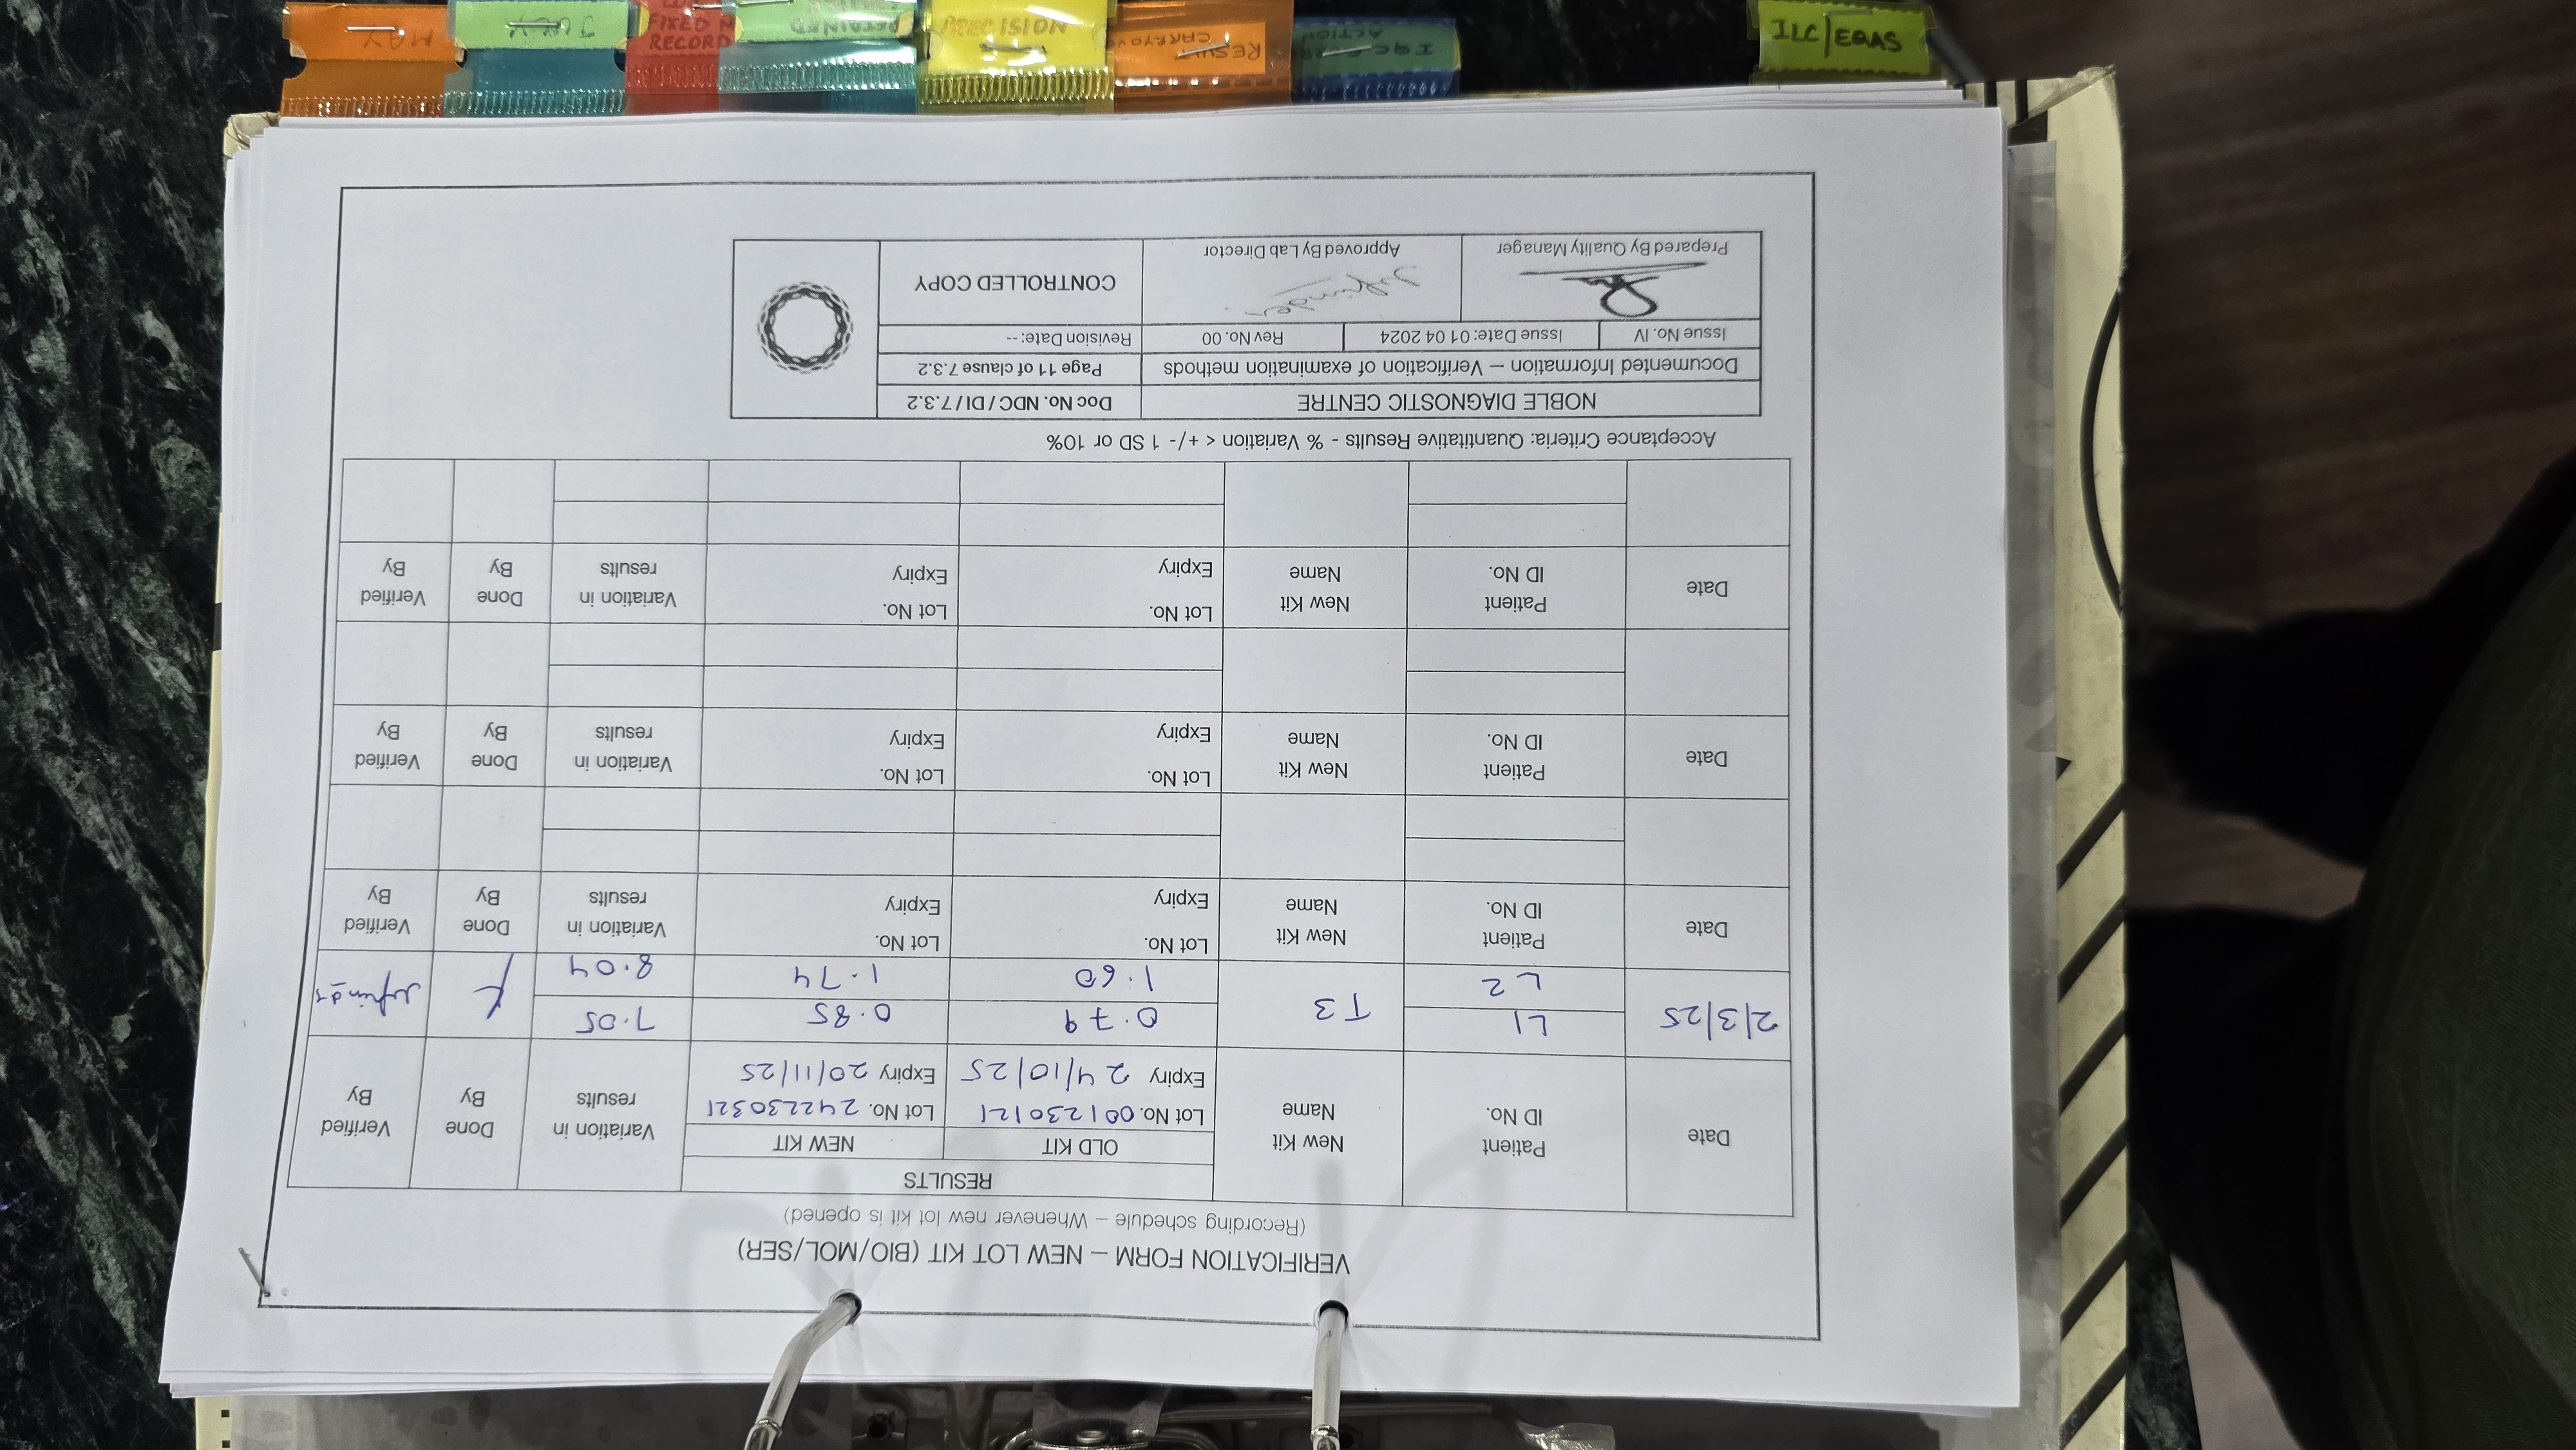 VERIFICATION FORM – NEW LOT KIT (BIO/MOL/SER)
(Recording schedule – Whenever new lot kit is opened)
Date
Patient
ID No.
New Kit
Name
RESULTS
OLD KIT
NEW KIT
Lot No. 001230121
Expiry 24/10/25
Lot No. 242230321
Expiry 20/11/25
Variation in
results
Done
By
Verified
By
2/3/25
L1
T3
0.79
0.85
7.05
L2
1.60
1.74
8.04
Date
Patient
ID No.
New Kit
Name
Lot No.
Expiry
Lot No.
Expiry
Variation in
results
Done
By
Verified
By
Date
Patient
ID No.
New Kit
Name
Lot No.
Expiry
Lot No.
Expiry
Variation in
results
Done
By
Verified
By
Date
Patient
ID No.
New Kit
Name
Lot No.
Expiry
Lot No.
Expiry
Variation in
results
Done
By
Verified
By
Acceptance Criteria: Quantitative Results - % Variation < +/- 1 SD or 10%
NOBLE DIAGNOSTIC CENTRE
Doc No. NDC / DI / 7.3.2
Documented Information – Verification of examination methods
Page 11 of clause 7.3.2
Issue No. IV
Issue Date: 01 04 2024
Rev No. 00
Revision Date: --
Prepared By Quality Manager
Approved By Lab Director
CONTROLLED COPY
MAY
JULY
RECORD
ILC/EQAS